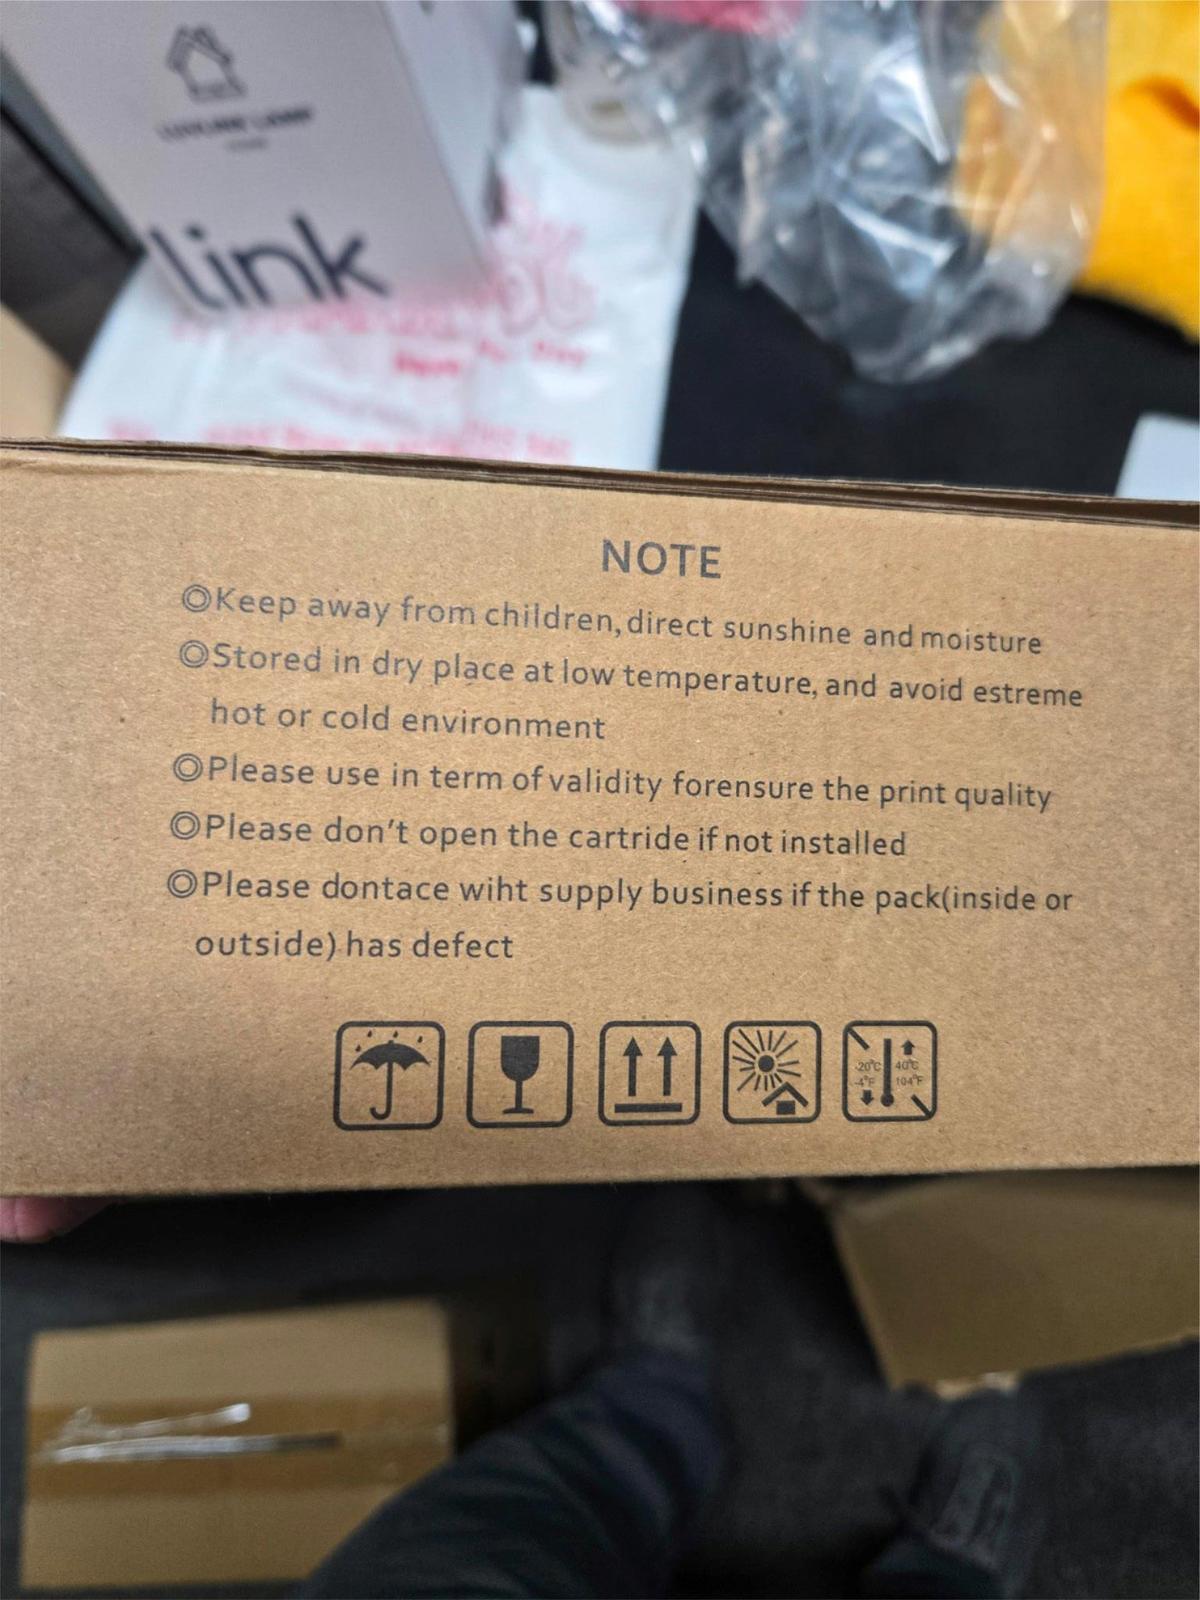 link
NOTE
◎Keep away from children, direct sunshine and moisture
◎Stored in dry place at low temperature, and avoid estreme
hot or cold environment
◎Please use in term of validity forensure the print quality
◎Please don't open the cartride if not installed
◎Please dontace wiht supply business if the pack(inside or
outside) has defect
-20°C 40°C
-4°F 104°F